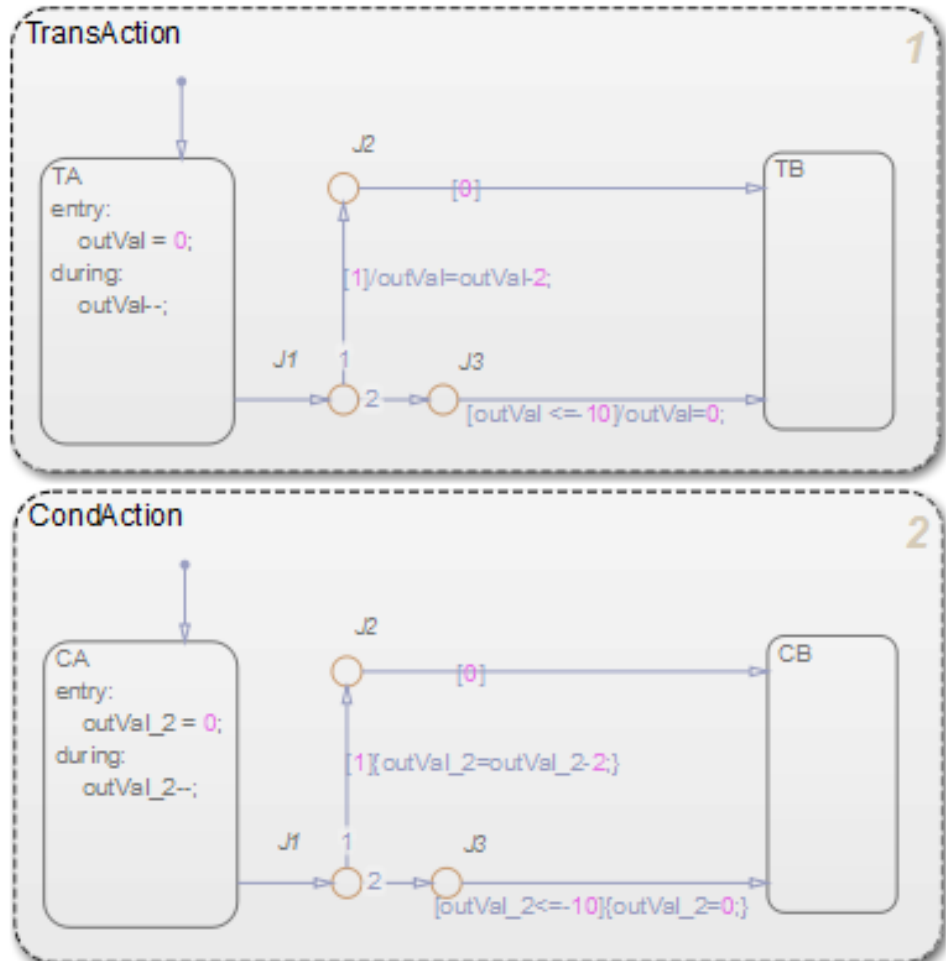 TransAction
1
J2
TA
TB
entry:
outVal = 0;
[0]
during:
outVal--;
[1]/outVal=outVal-2;
J1
1
J3
2
[outVal <=-10]/outVal=0;
CondAction
2
J2
CA
CB
entry:
outVal_2 = 0;
[0]
during:
outVal_2--;
[1]{outVal_2=outVal_2-2;}
J1
1
J3
2
[outVal_2<=-10]{outVal_2=0;}